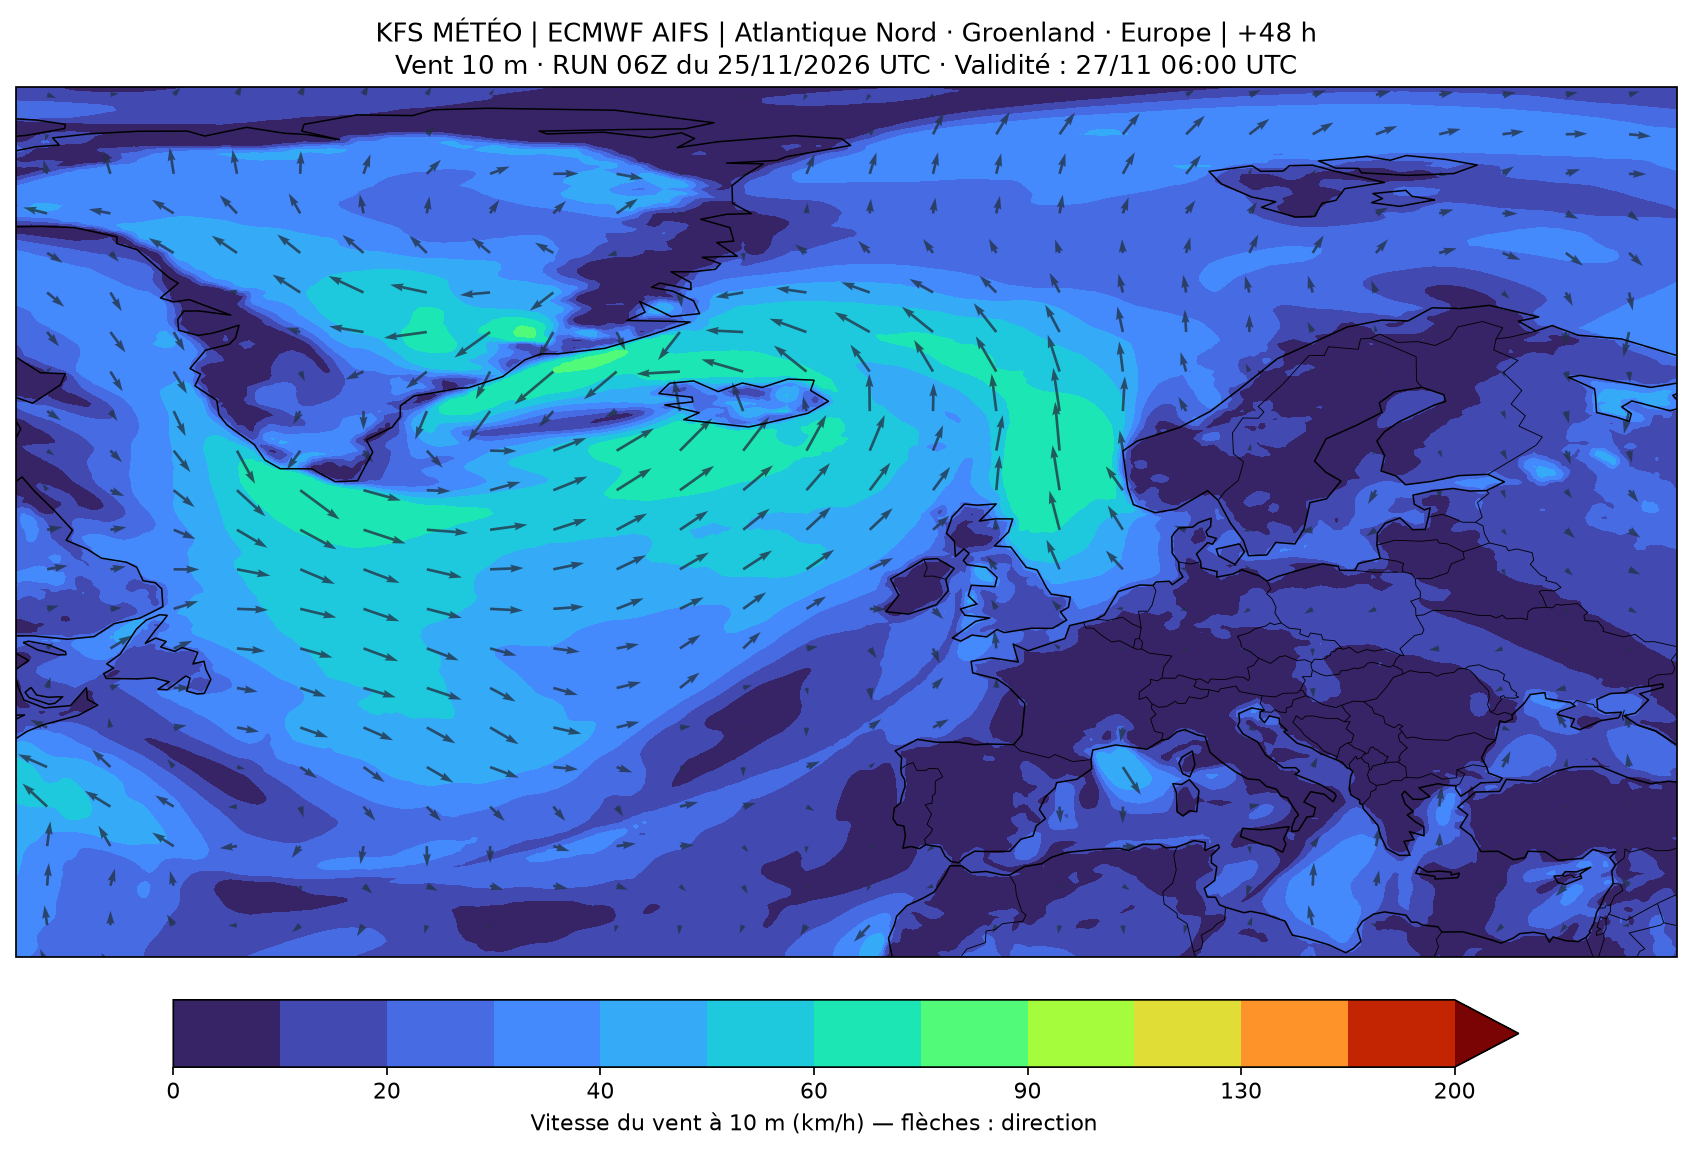 KFS MÉTÉO | ECMWF AIFS | Atlantique Nord · Groenland · Europe | +48 h
Vent 10 m · RUN 06Z du 25/11/2026 UTC · Validité : 27/11 06:00 UTC
0 20 40 60 90 130 200
Vitesse du vent à 10 m (km/h) — flèches : direction